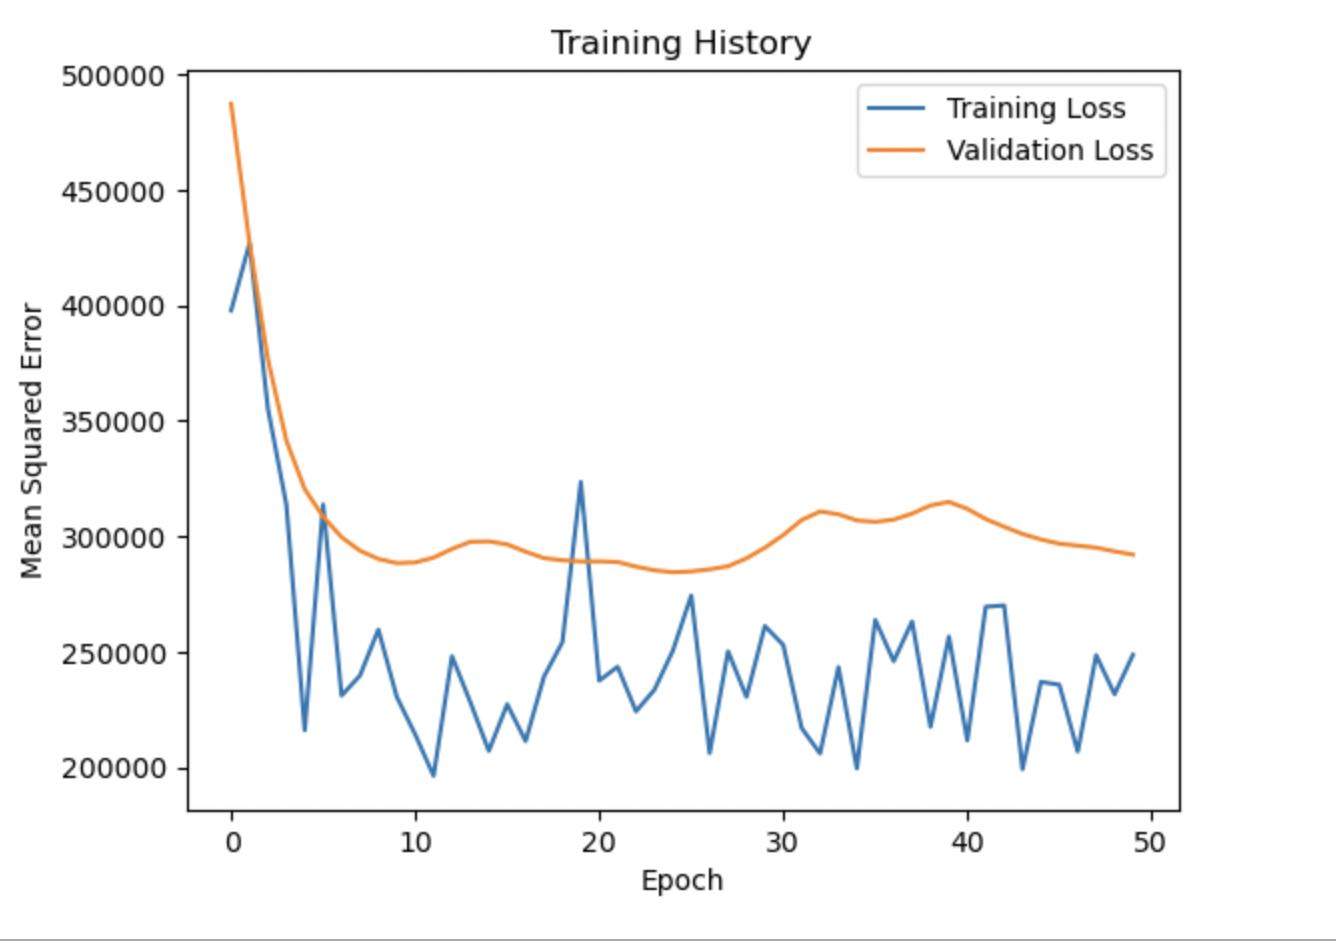 Training History
500000
450000
400000
350000
300000
250000
200000
Mean Squared Error
Training Loss
Validation Loss
0 10 20 30 40 50
Epoch